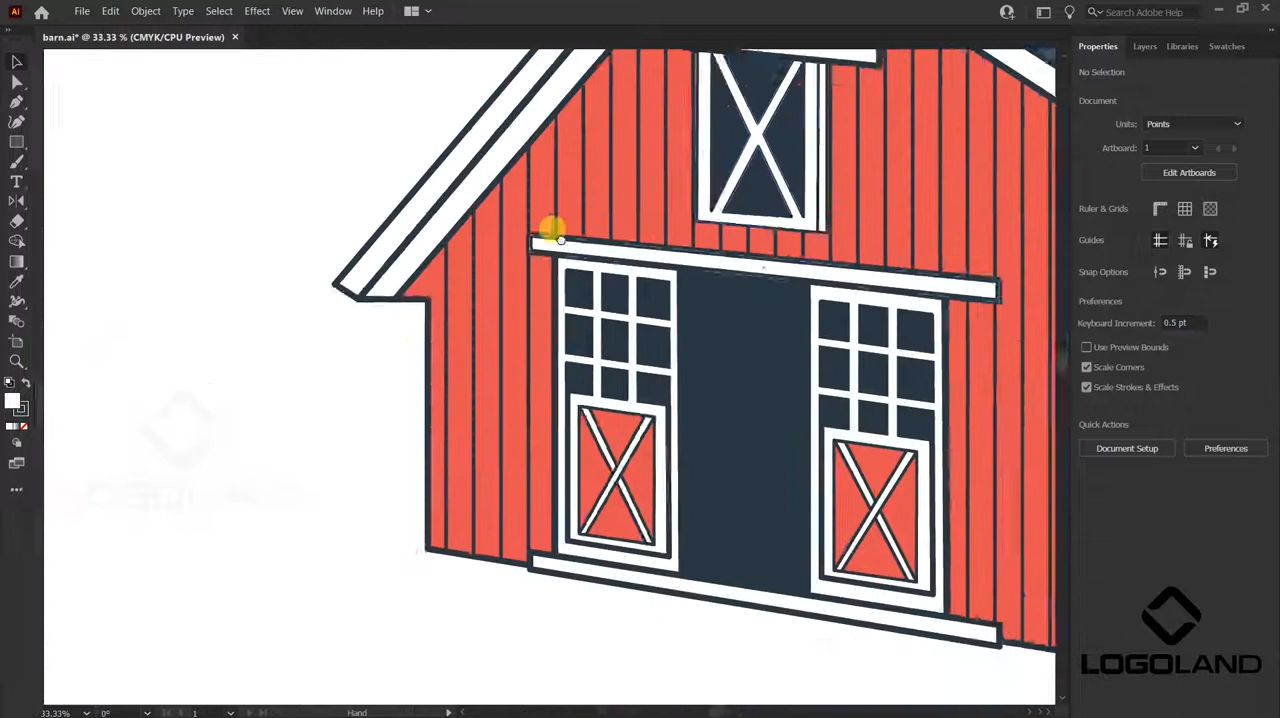 Ai File Edit Object Type Select Effect View Window Help Search Adobe Help
barn.ai* @ 33.33 % (CMYK/CPU Preview) ×
Properties Layers Libraries Swatches
No Selection
Document
Units: Points
Artboard: 1
Edit Artboards
Ruler & Grids
Guides
Snap Options
Preferences
Keyboard Increment: 0.5 pt
Use Preview Bounds
Scale Corners
Scale Strokes & Effects
Quick Actions
Document Setup Preferences
LOGOLAND
33.33% 0° 1 Hand